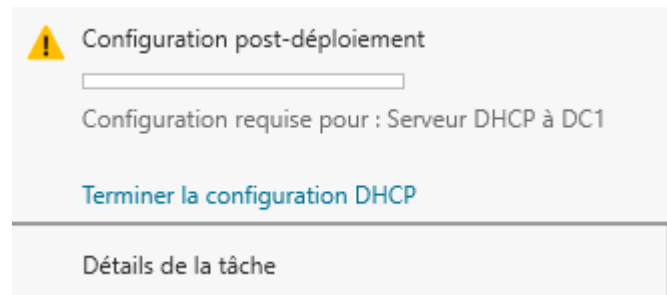 Configuration post-déploiement
Configuration requise pour : Serveur DHCP à DC1
Terminer la configuration DHCP
Détails de la tâche